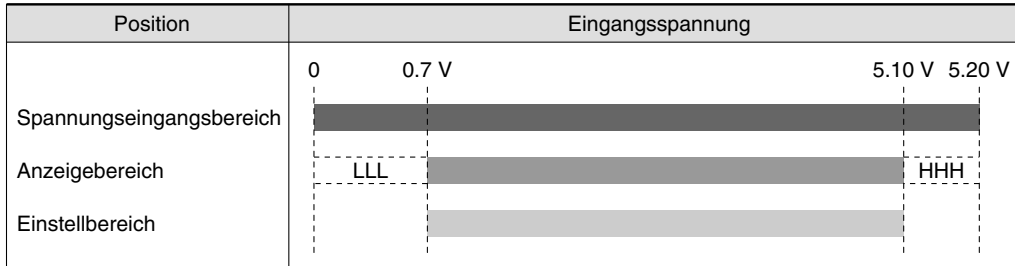 Position Eingangsspannung
0 0.7 V 5.10 V 5.20 V
Spannungseingangsbereich
Anzeigebereich LLL HHH
Einstellbereich